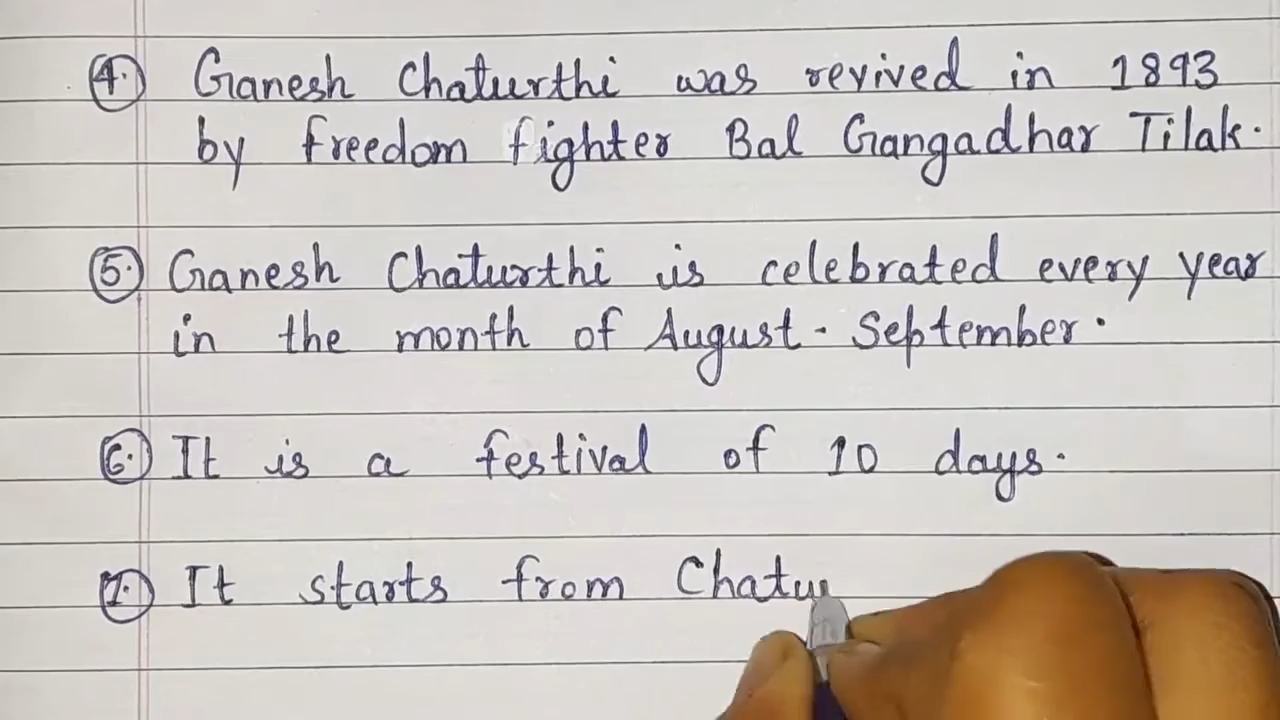 4. Ganesh Chaturthi was revived in 1893
by freedom fighter Bal Gangadhar Tilak.
5. Ganesh Chaturthi is celebrated every year
in the month of August - September.
6. It is a festival of 10 days.
7. It starts from Chatu